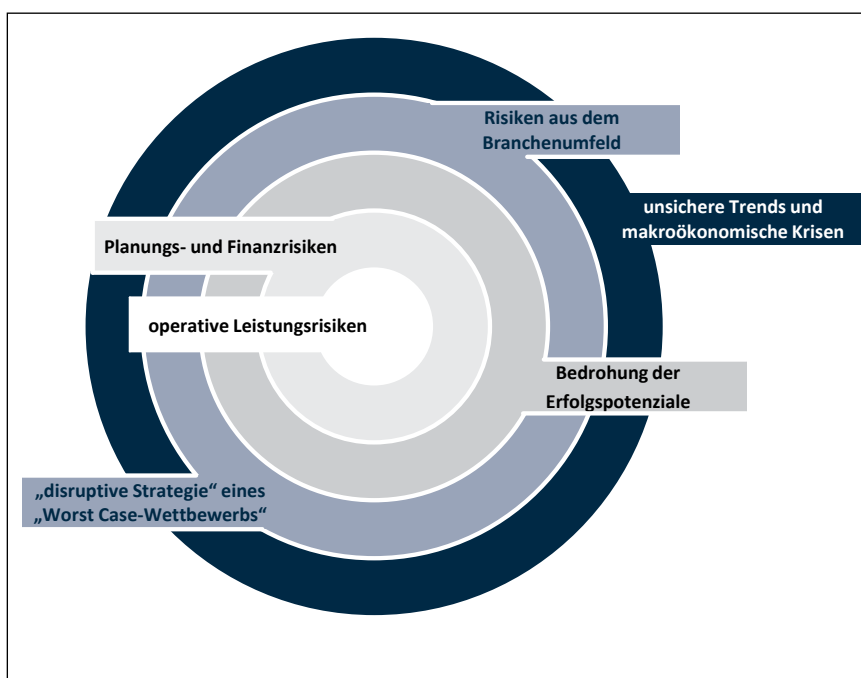 Risiken aus dem
Branchenumfeld
unsichere Trends und
makroökonomische Krisen
Planungs- und Finanzrisiken
operative Leistungsrisiken
Bedrohung der
Erfolgspotenziale
„disruptive Strategie“ eines
„Worst Case-Wettbewerbs“